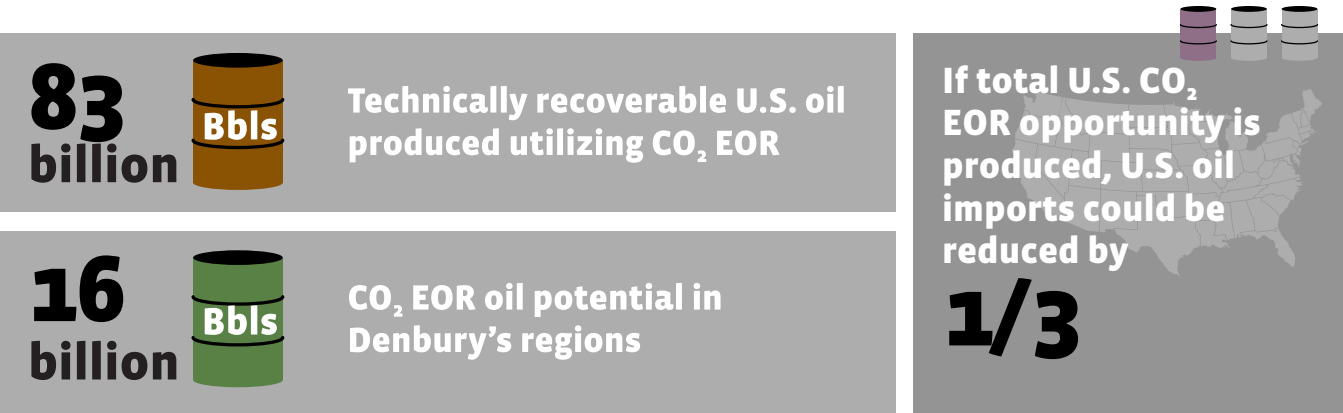 83
billion
Bbls
Technically recoverable U.S. oil
produced utilizing CO₂ EOR
16
billion
Bbls
CO₂ EOR oil potential in
Denbury’s regions
If total U.S. CO₂
EOR opportunity is
produced, U.S. oil
imports could be
reduced by
1/3